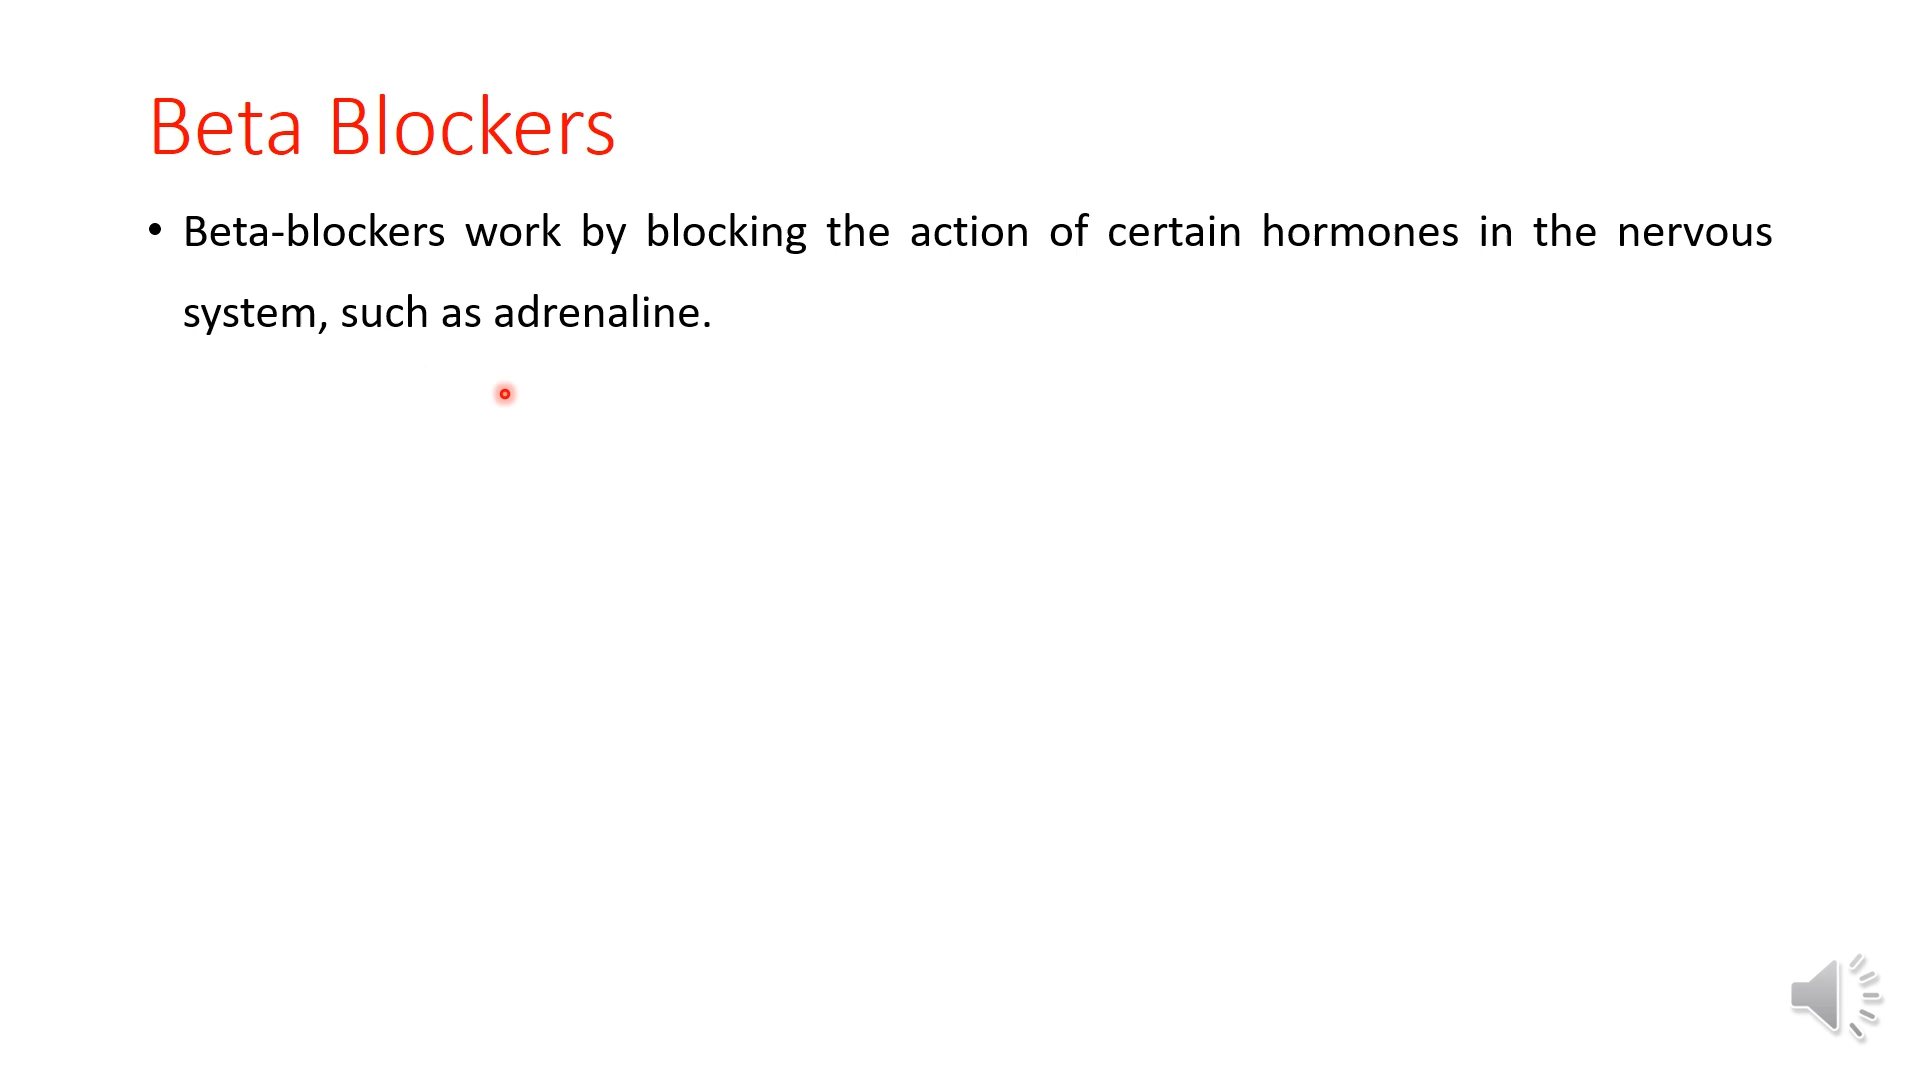 Beta Blockers
• Beta-blockers work by blocking the action of certain hormones in the nervous
system, such as adrenaline.